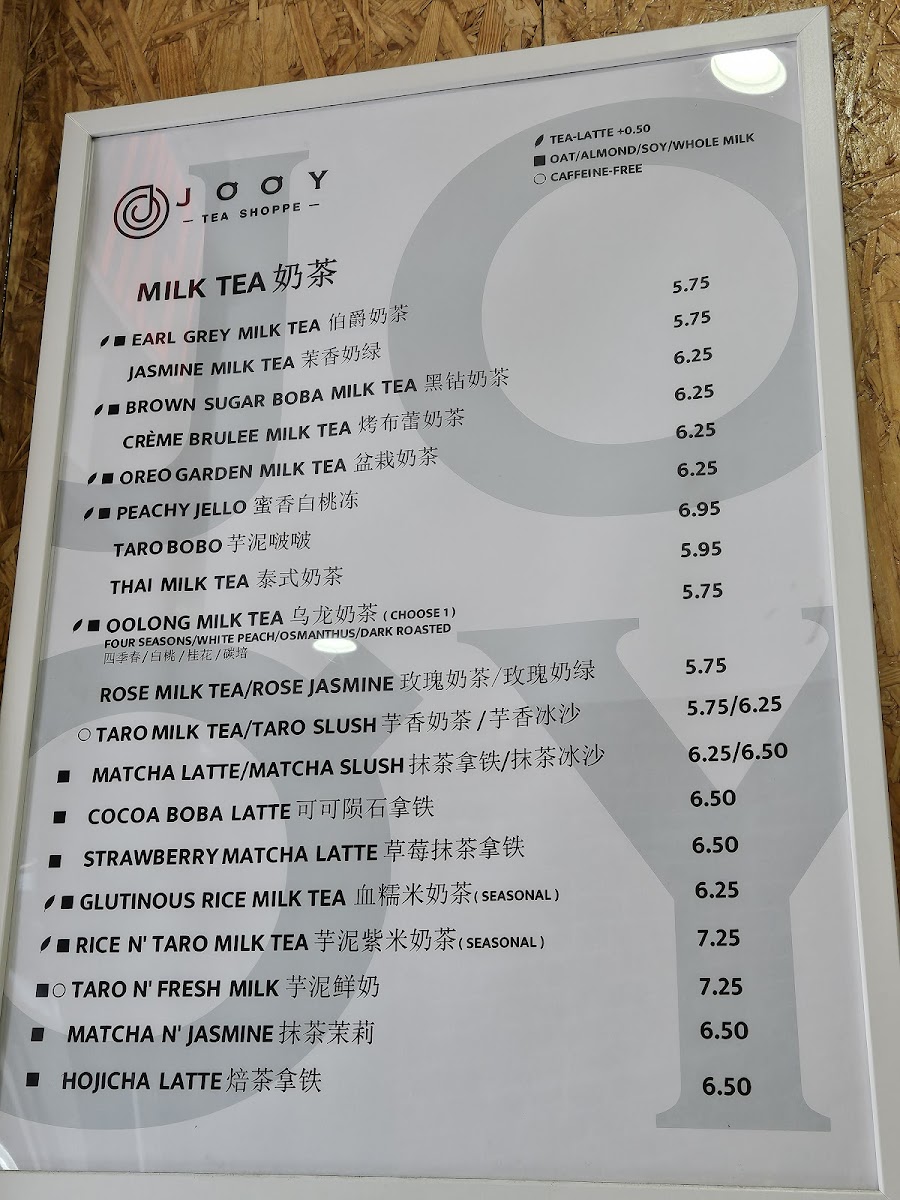 TEA-LATTE +0.50
OAT/ALMOND/SOY/WHOLE MILK
CAFFEINE-FREE
JOOY
— TEA SHOPPE —
MILK TEA 奶茶
EARL GREY MILK TEA 伯爵奶茶 5.75
JASMINE MILK TEA 茉香奶绿 5.75
BROWN SUGAR BOBA MILK TEA 黑钻奶茶 6.25
CRÈME BRULEE MILK TEA 烤布蕾奶茶 6.25
OREO GARDEN MILK TEA 盆栽奶茶 6.25
PEACHY JELLO 蜜香白桃冻 6.25
TARO BOBO 芋泥啵啵 6.95
THAI MILK TEA 泰式奶茶 5.95
OOLONG MILK TEA 乌龙奶茶 ( CHOOSE 1 ) 5.75
FOUR SEASONS/WHITE PEACH/OSMANTHUS/DARK ROASTED
四季春 / 白桃 / 桂花 / 碳培
ROSE MILK TEA/ROSE JASMINE 玫瑰奶茶/玫瑰奶绿 5.75
TARO MILK TEA/TARO SLUSH 芋香奶茶 / 芋香冰沙 5.75/6.25
MATCHA LATTE/MATCHA SLUSH 抹茶拿铁/抹茶冰沙 6.25/6.50
COCOA BOBA LATTE 可可陨石拿铁 6.50
STRAWBERRY MATCHA LATTE 草莓抹茶拿铁 6.50
GLUTINOUS RICE MILK TEA 血糯米奶茶 ( SEASONAL ) 6.25
RICE N' TARO MILK TEA 芋泥紫米奶茶 ( SEASONAL ) 7.25
TARO N' FRESH MILK 芋泥鲜奶 7.25
MATCHA N' JASMINE 抹茶茉莉 6.50
HOJICHA LATTE 焙茶拿铁 6.50